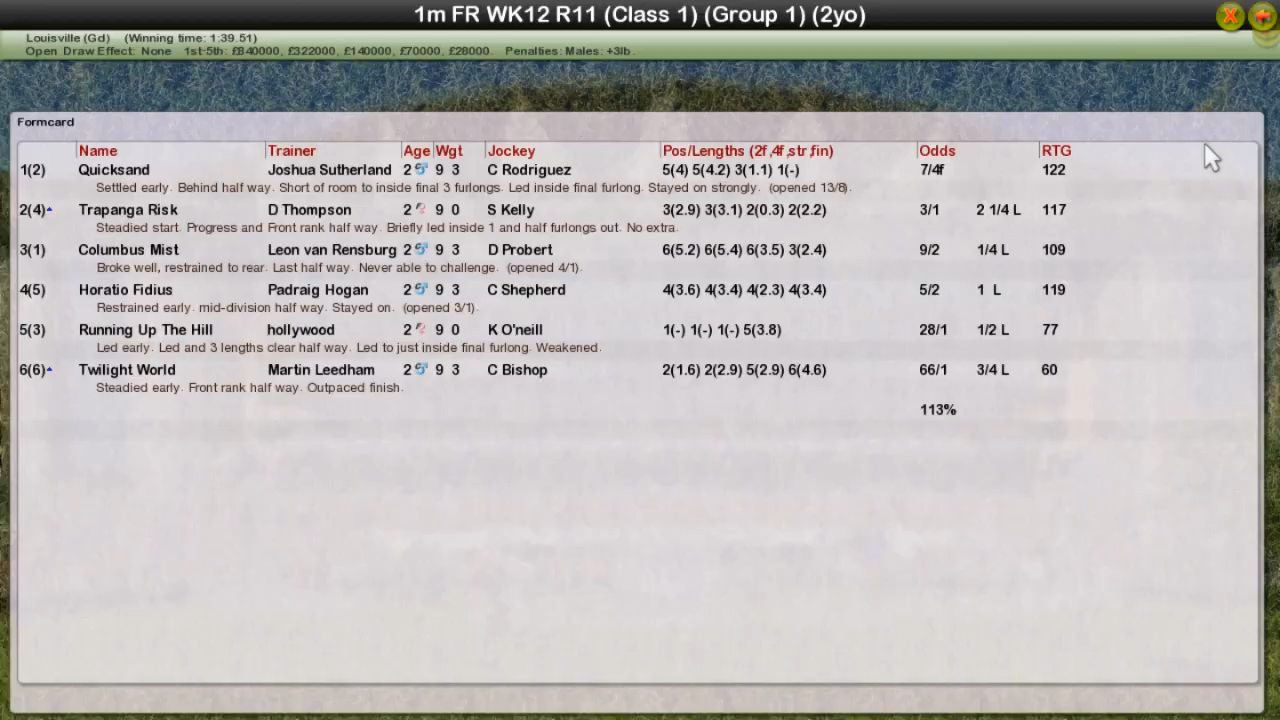 1m FR WK12 R11 (Class 1) (Group 1) (2yo)
Louisville (Gd) (Winning time: 1:39.51)
Open Draw Effect: None 1st-5th: £840000, £322000, £140000, £70000, £28000. Penalties: Males: +3lb.
Formcard
Name Trainer Age Wgt Jockey Pos/Lengths (2f,4f,str,fin) Odds RTG
1(2) Quicksand Joshua Sutherland 2 9 3 C Rodriguez 5(4) 5(4.2) 3(1.1) 1(-) 7/4f 122
Settled early. Behind half way. Short of room to inside final 3 furlongs. Led inside final furlong. Stayed on strongly. (opened 13/8).
2(4) Trapanga Risk D Thompson 2 9 0 S Kelly 3(2.9) 3(3.1) 2(0.3) 2(2.2) 3/1 2 1/4 L 117
Steadied start. Progress and Front rank half way. Briefly led inside 1 and half furlongs out. No extra.
3(1) Columbus Mist Leon van Rensburg 2 9 3 D Probert 6(5.2) 6(5.4) 6(3.5) 3(2.4) 9/2 1/4 L 109
Broke well, restrained to rear. Last half way. Never able to challenge. (opened 4/1).
4(5) Horatio Fidius Padraig Hogan 2 9 3 C Shepherd 4(3.6) 4(3.4) 4(2.3) 4(3.4) 5/2 1 L 119
Restrained early. mid-division half way. Stayed on. (opened 3/1).
5(3) Running Up The Hill hollywood 2 9 0 K O'neill 1(-) 1(-) 1(-) 5(3.8) 28/1 1/2 L 77
Led early. Led and 3 lengths clear half way. Led to just inside final furlong. Weakened.
6(6) Twilight World Martin Leedham 2 9 3 C Bishop 2(1.6) 2(2.9) 5(2.9) 6(4.6) 66/1 3/4 L 60
Steadied early. Front rank half way. Outpaced finish.
113%